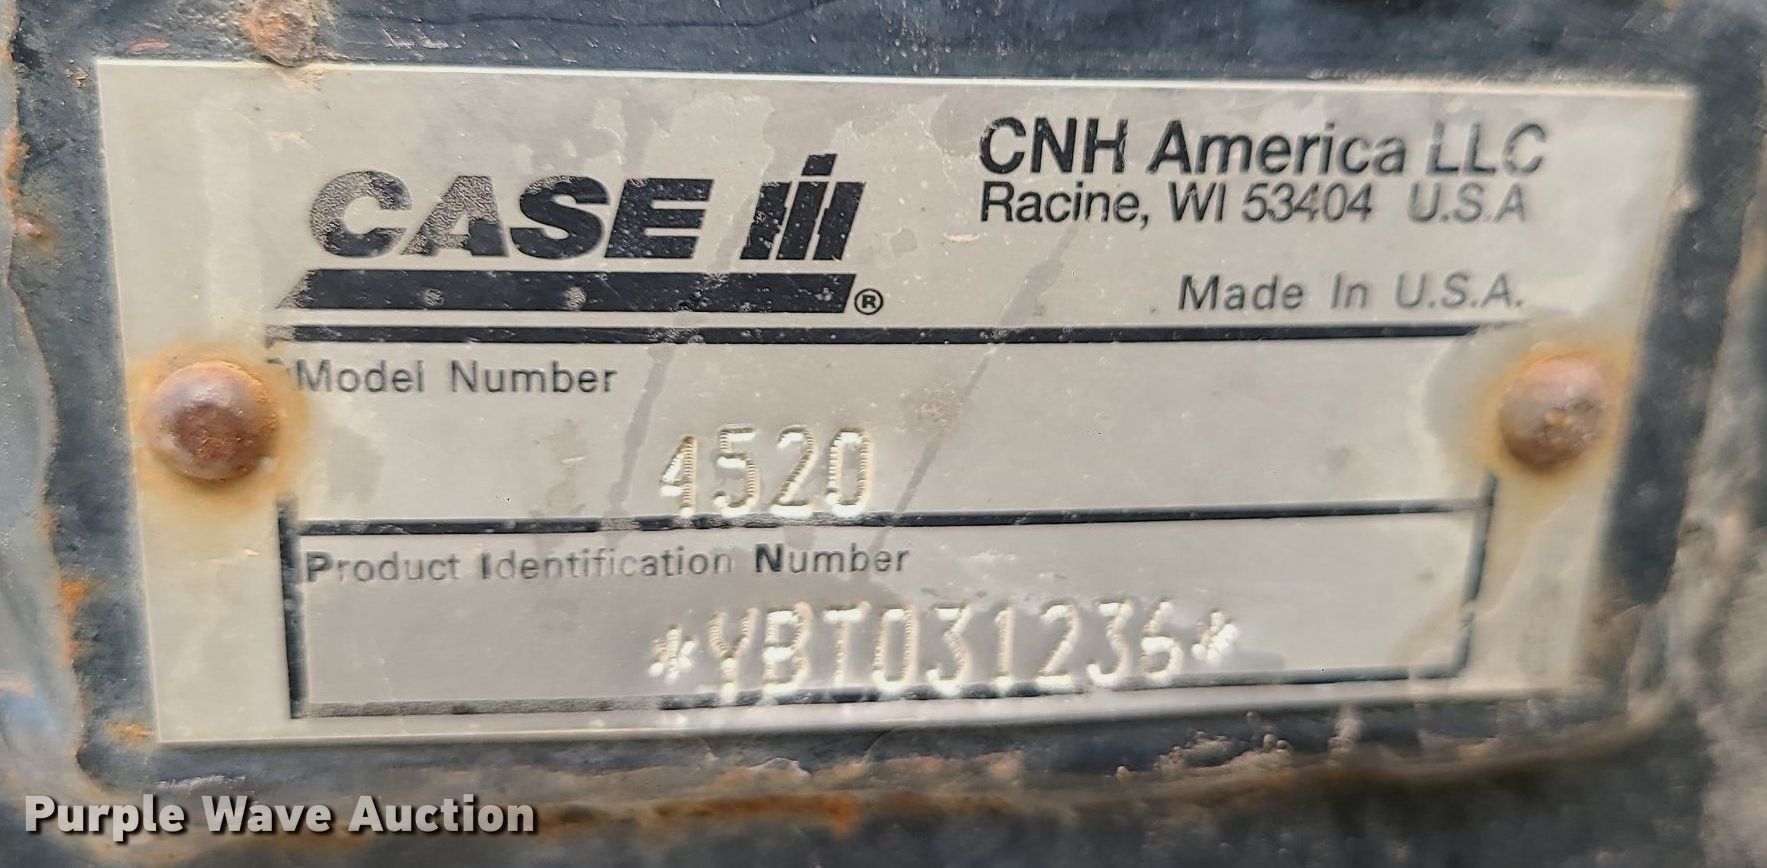 CASE IH®
CNH America LLC
Racine, WI 53404 U.S.A
Made In U.S.A.
Model Number
4520
Product Identification Number
*YBT031236*
Purple Wave Auction